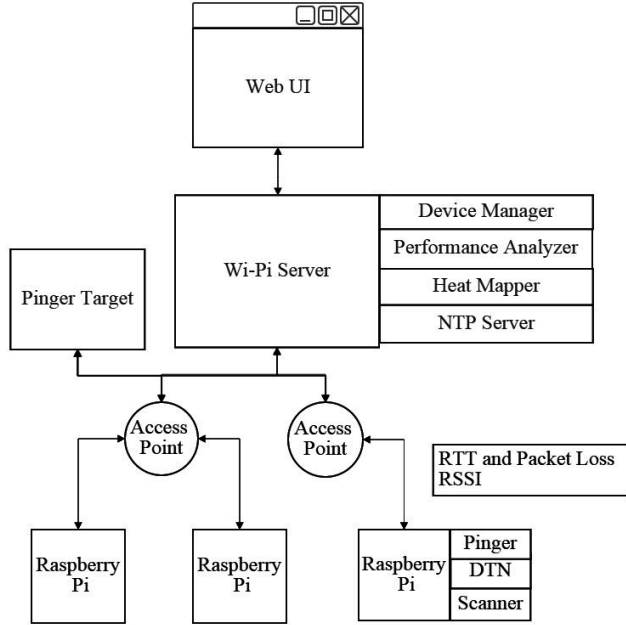 Web UI
Wi-Pi Server
Device Manager
Performance Analyzer
Heat Mapper
NTP Server
Pinger Target
Access
Point
Access
Point
RTT and Packet Loss
RSSI
Raspberry
Pi
Raspberry
Pi
Raspberry
Pi
Pinger
DTN
Scanner